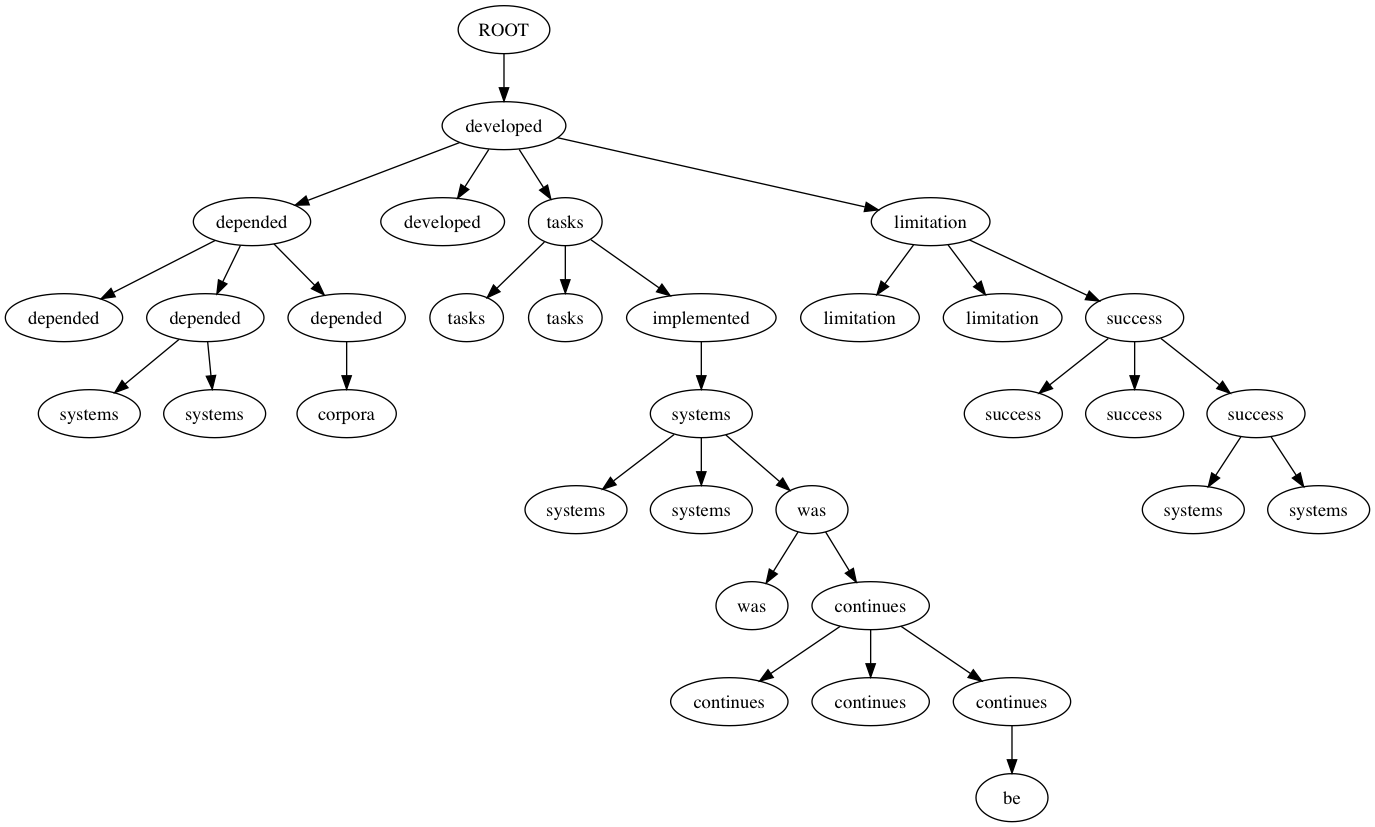 ROOT
developed
depended
developed
tasks
limitation
depended
depended
depended
tasks
tasks
implemented
limitation
limitation
success
systems
systems
corpora
systems
success
success
success
systems
systems
was
systems
systems
was
continues
continues
continues
continues
be